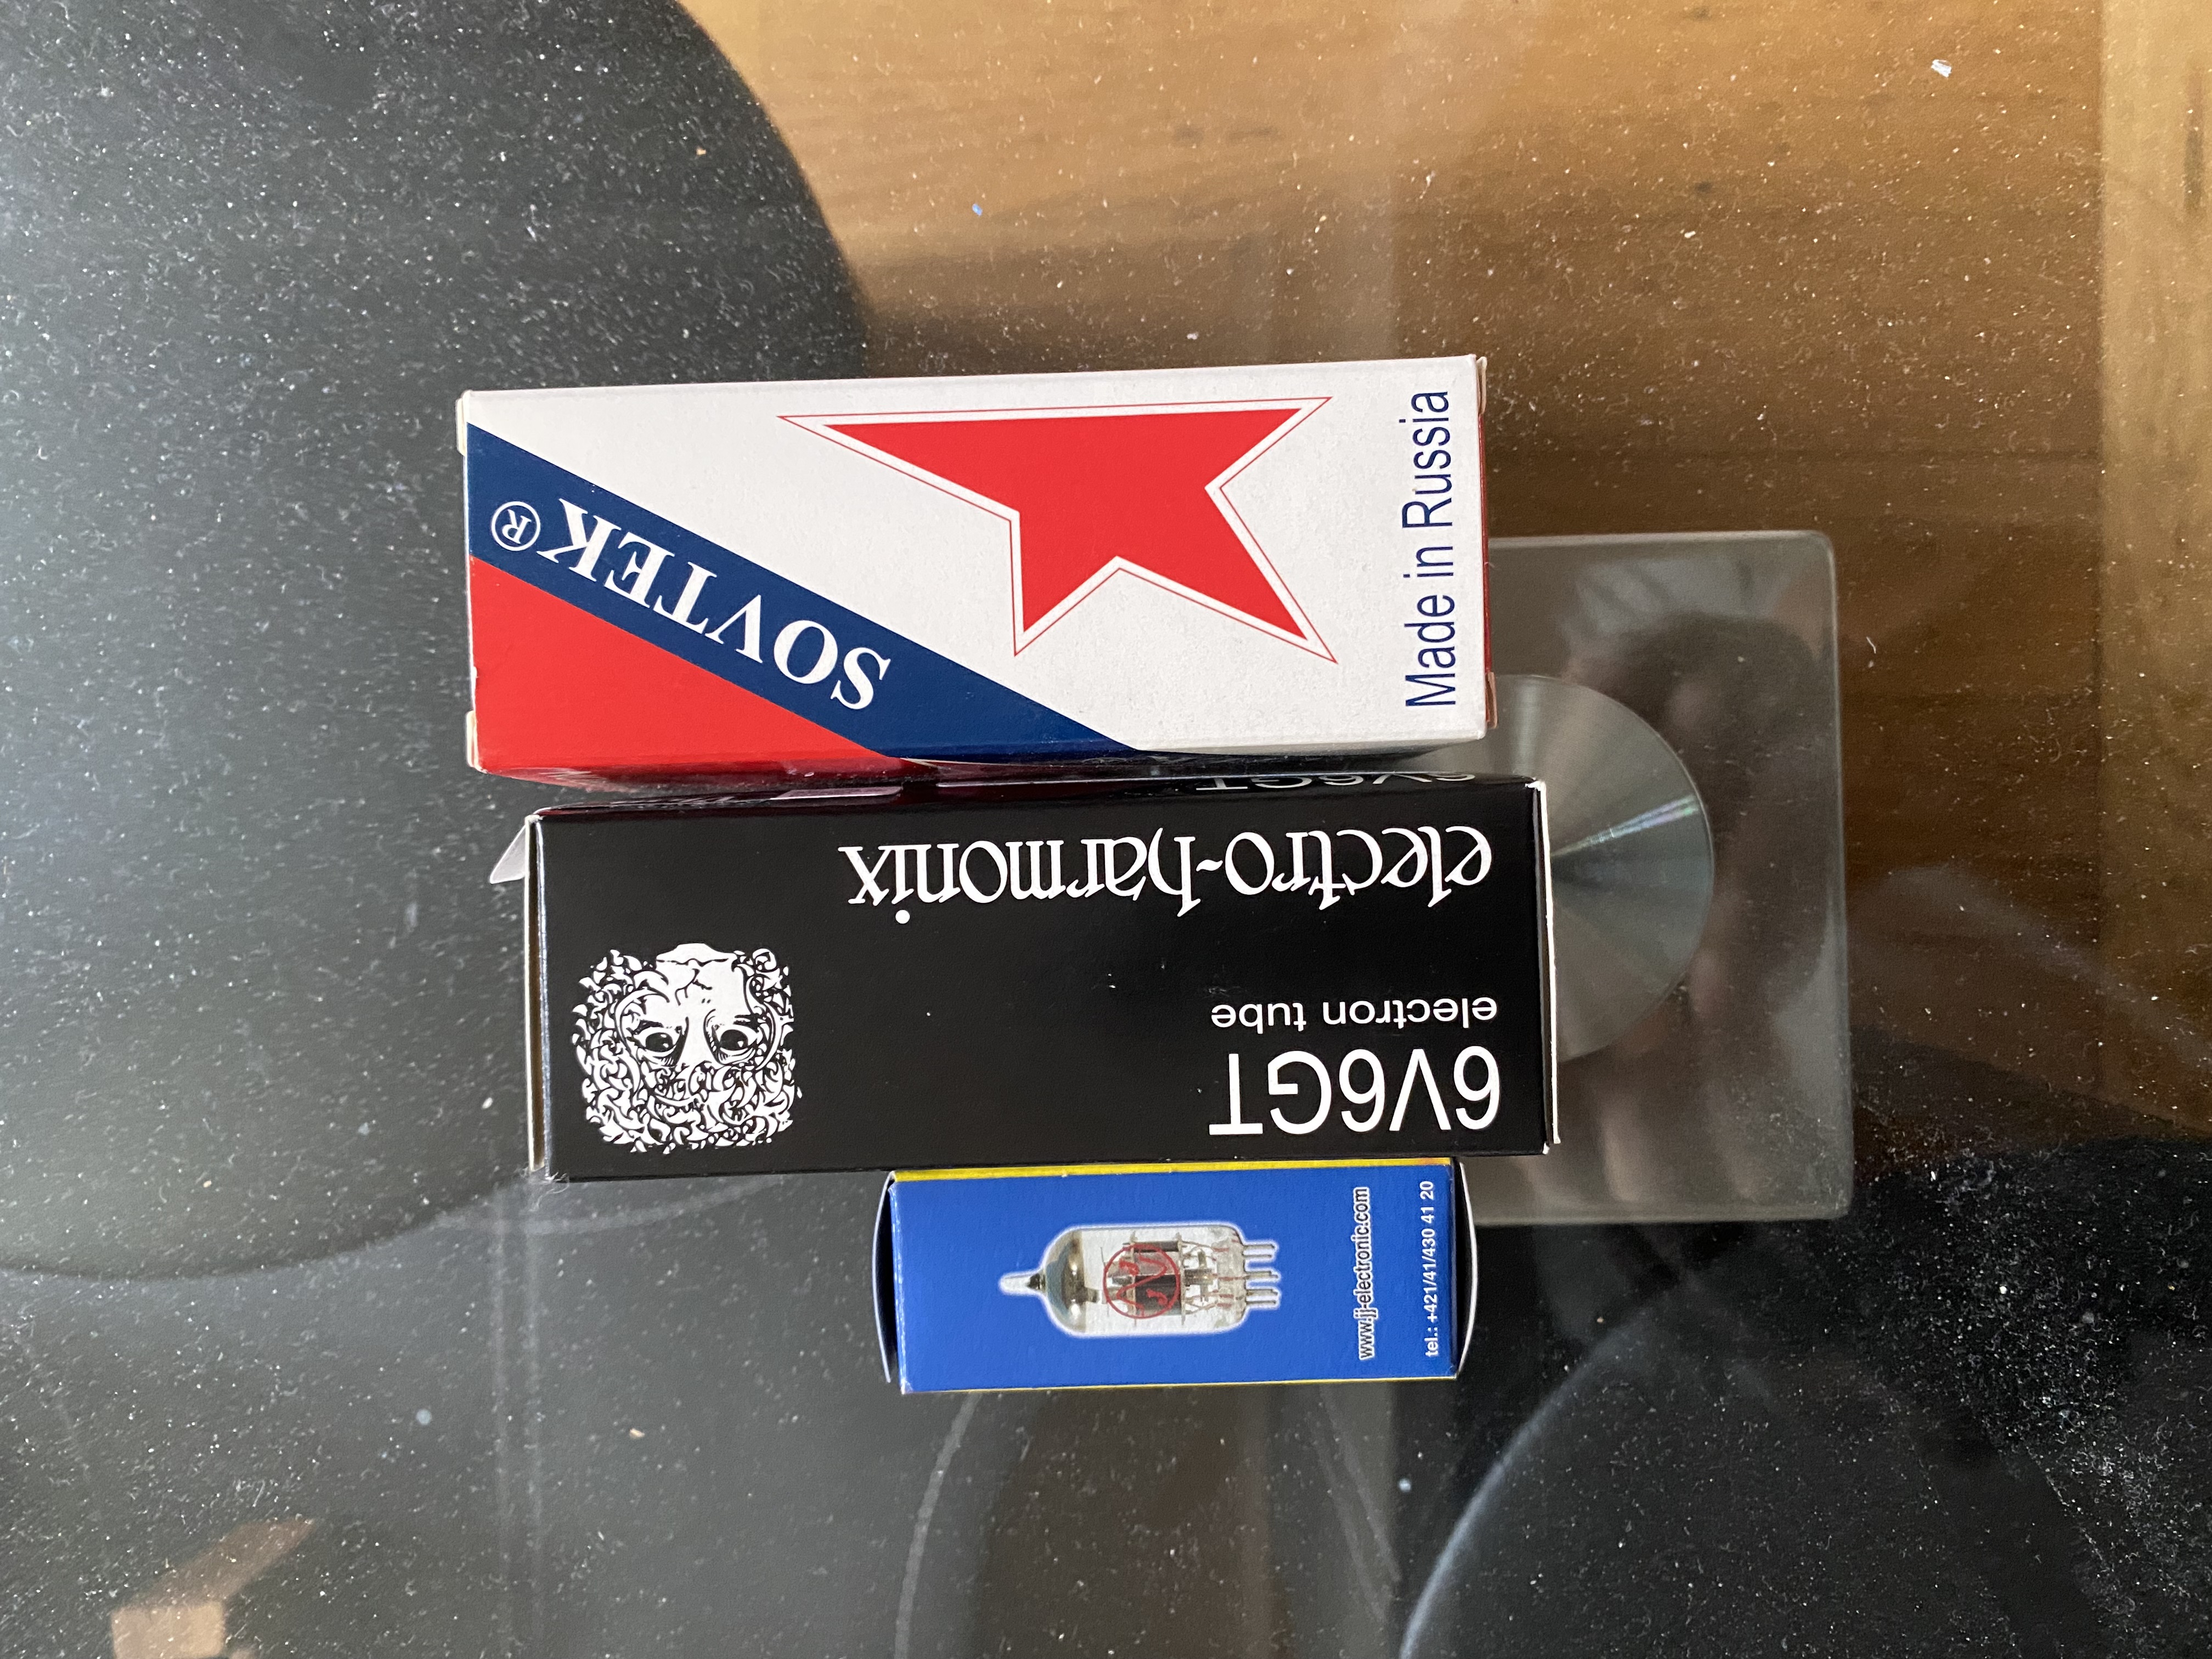 SOVTEK®
Made in Russia
6V6GT
electro-harmonix
electron tube
6V6GT
www.jj-electronic.com
tel.: +421/41/430 41 20